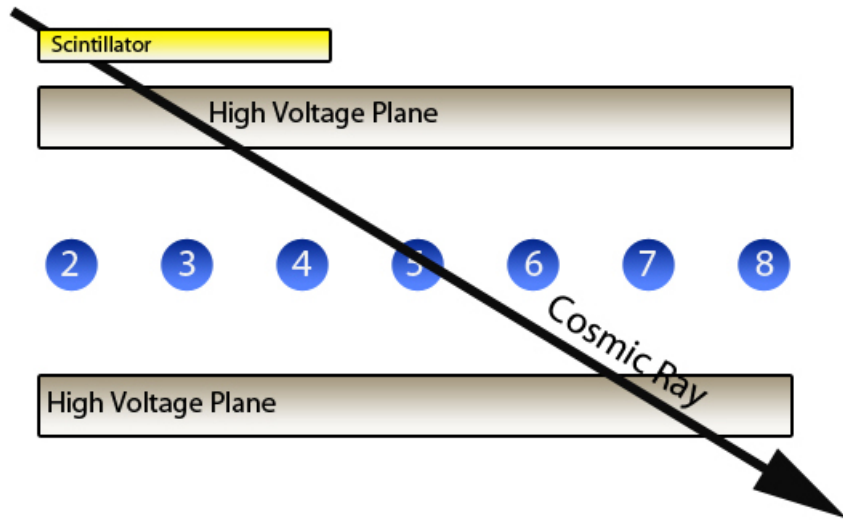 Scintillator
High Voltage Plane
2 3 4 5 6 7 8
Cosmic Ray
High Voltage Plane